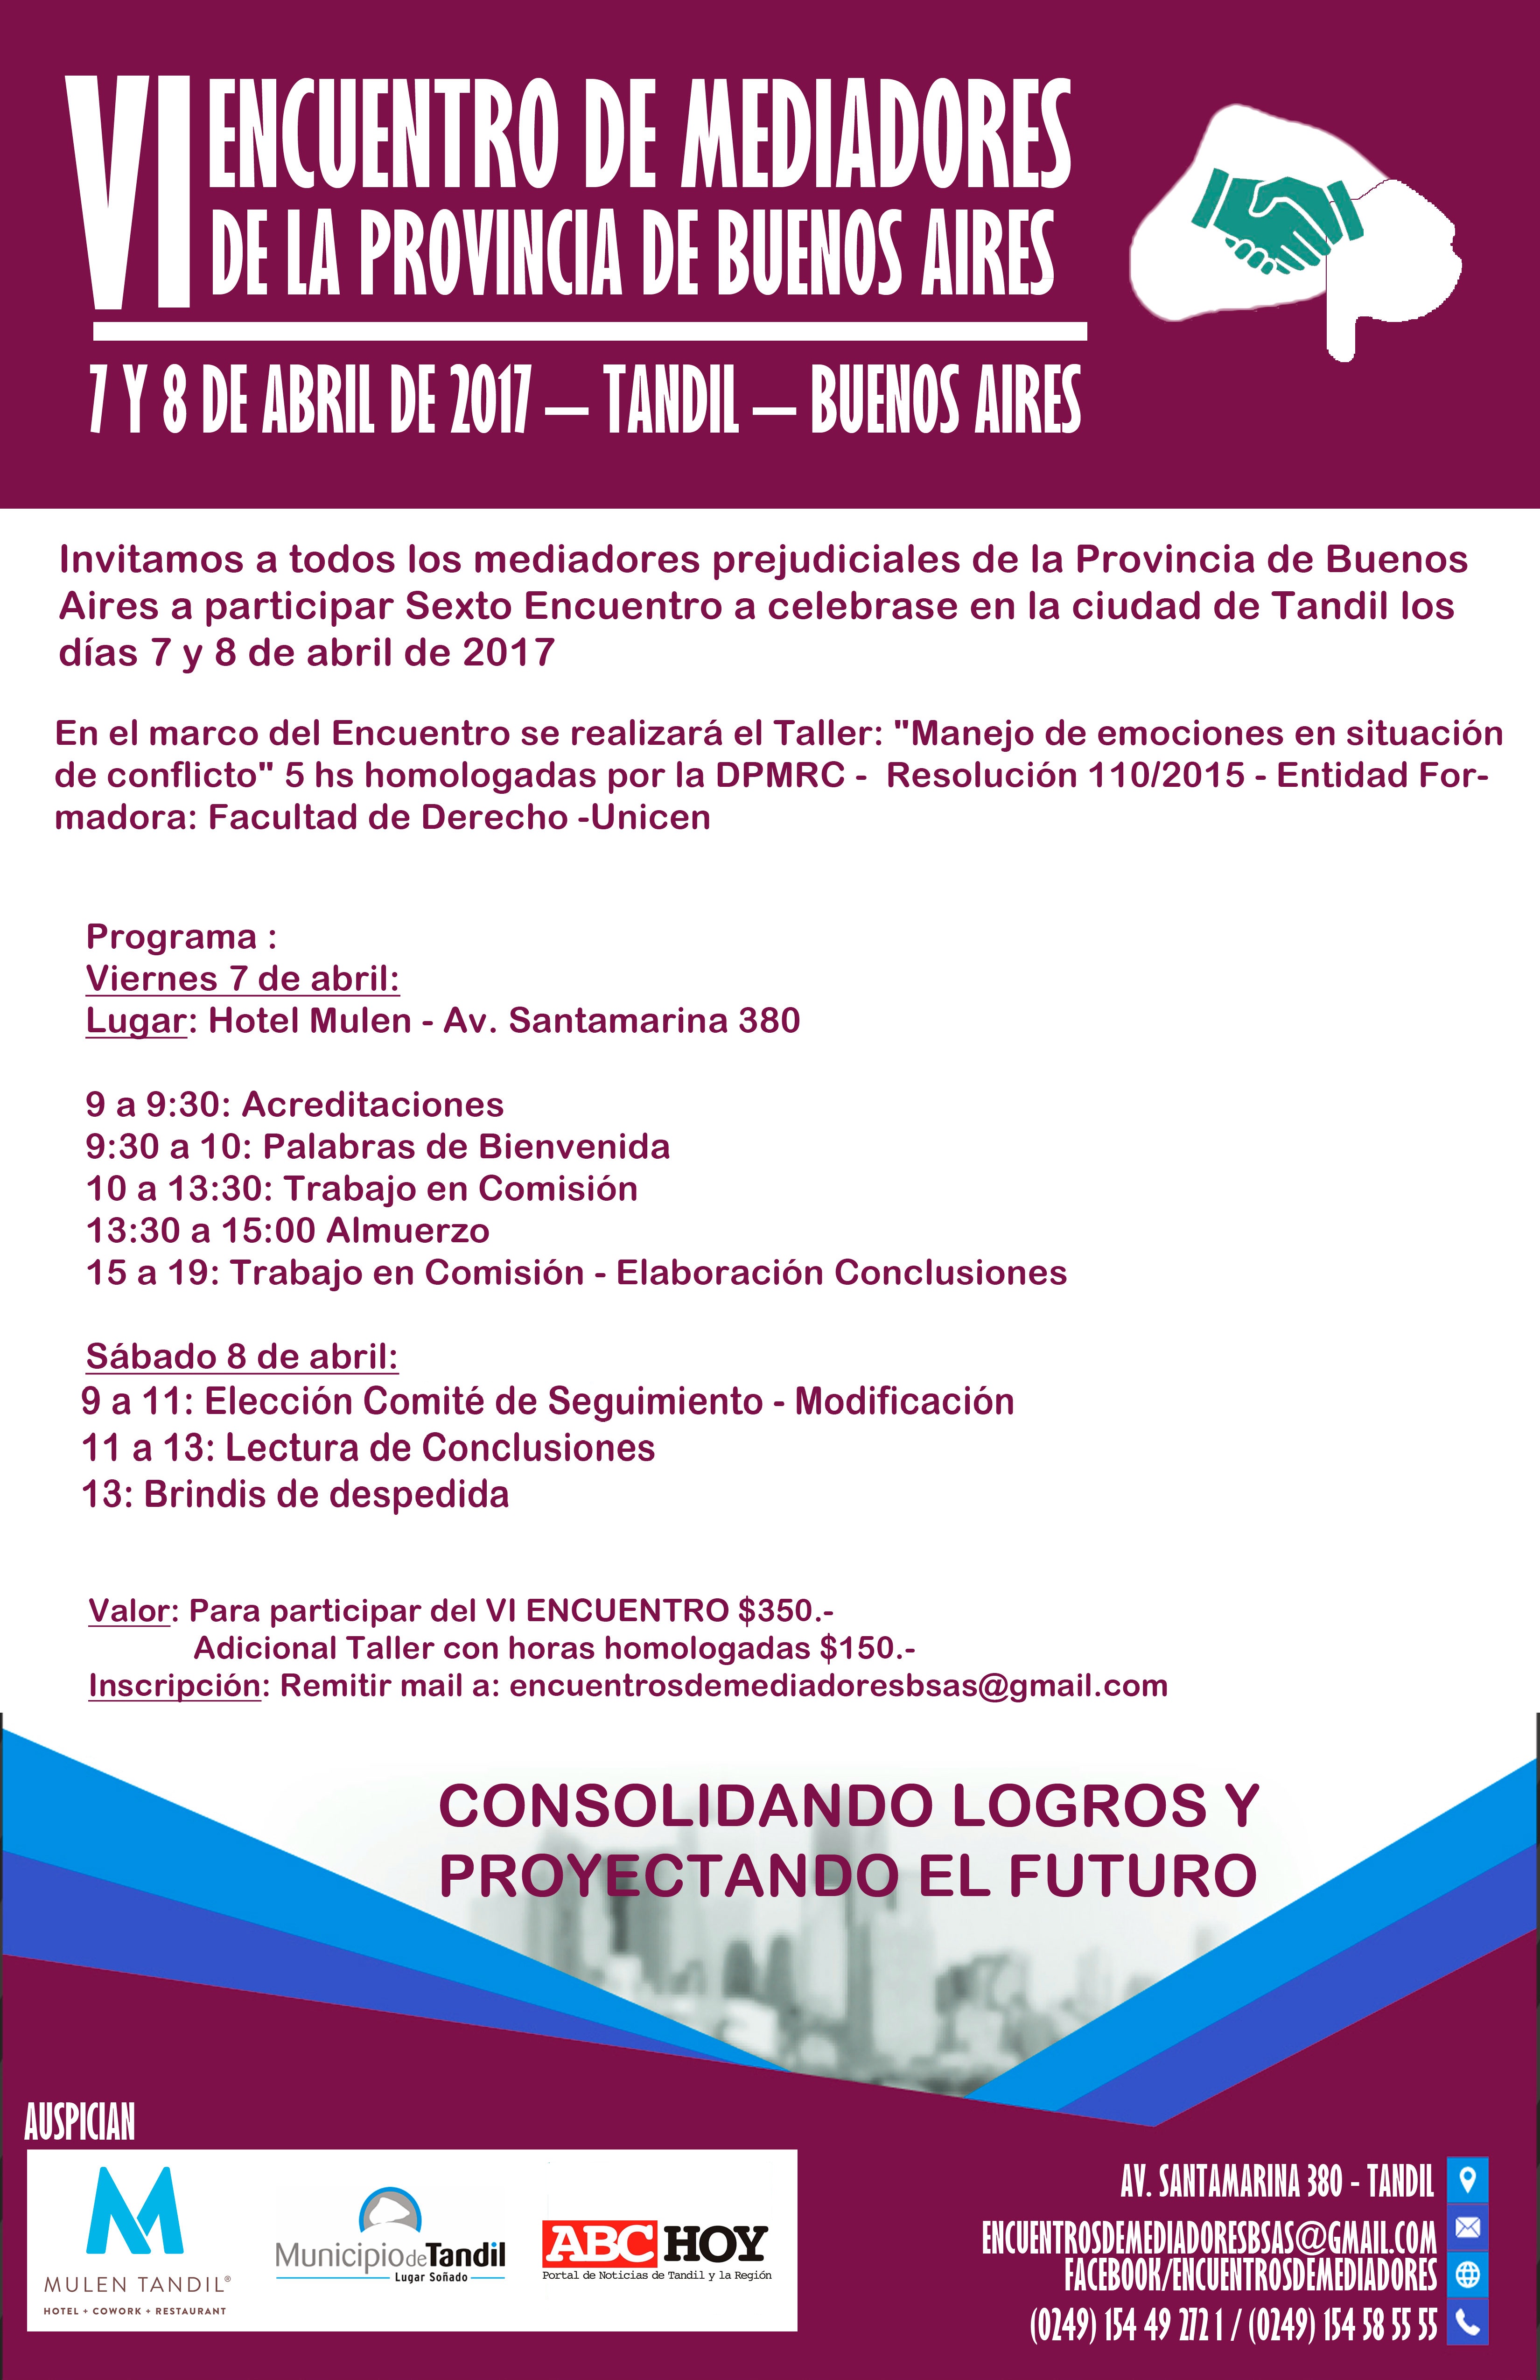 VI ENCUENTRO DE MEDIADORES
DE LA PROVINCIA DE BUENOS AIRES
7 Y 8 DE ABRIL DE 2017 — TANDIL — BUENOS AIRES
Invitamos a todos los mediadores prejudiciales de la Provincia de Buenos
Aires a participar Sexto Encuentro a celebrase en la ciudad de Tandil los
días 7 y 8 de abril de 2017
En el marco del Encuentro se realizará el Taller: "Manejo de emociones en situación
de conflicto" 5 hs homologadas por la DPMRC -  Resolución 110/2015 - Entidad For-
madora: Facultad de Derecho -Unicen
Programa :
Viernes 7 de abril:
Lugar: Hotel Mulen - Av. Santamarina 380
9 a 9:30: Acreditaciones
9:30 a 10: Palabras de Bienvenida
10 a 13:30: Trabajo en Comisión
13:30 a 15:00 Almuerzo
15 a 19: Trabajo en Comisión - Elaboración Conclusiones
Sábado 8 de abril:
9 a 11: Elección Comité de Seguimiento - Modificación
11 a 13: Lectura de Conclusiones
13: Brindis de despedida
Valor: Para participar del VI ENCUENTRO $350.-
Adicional Taller con horas homologadas $150.-
Inscripción: Remitir mail a: encuentrosdemediadoresbsas@gmail.com
CONSOLIDANDO LOGROS Y
PROYECTANDO EL FUTURO
AUSPICIAN
M
MULEN TANDIL®
HOTEL + COWORK + RESTAURANT
Municipio de Tandil
Lugar Soñado
ABC HOY
Portal de Noticias de Tandil y la Región
AV. SANTAMARINA 380 - TANDIL
ENCUENTROSDEMEDIADORESBSAS@GMAIL.COM
FACEBOOK/ENCUENTROSDEMEDIADORES
(0249) 154 49 272 1 / (0249) 154 58 55 55